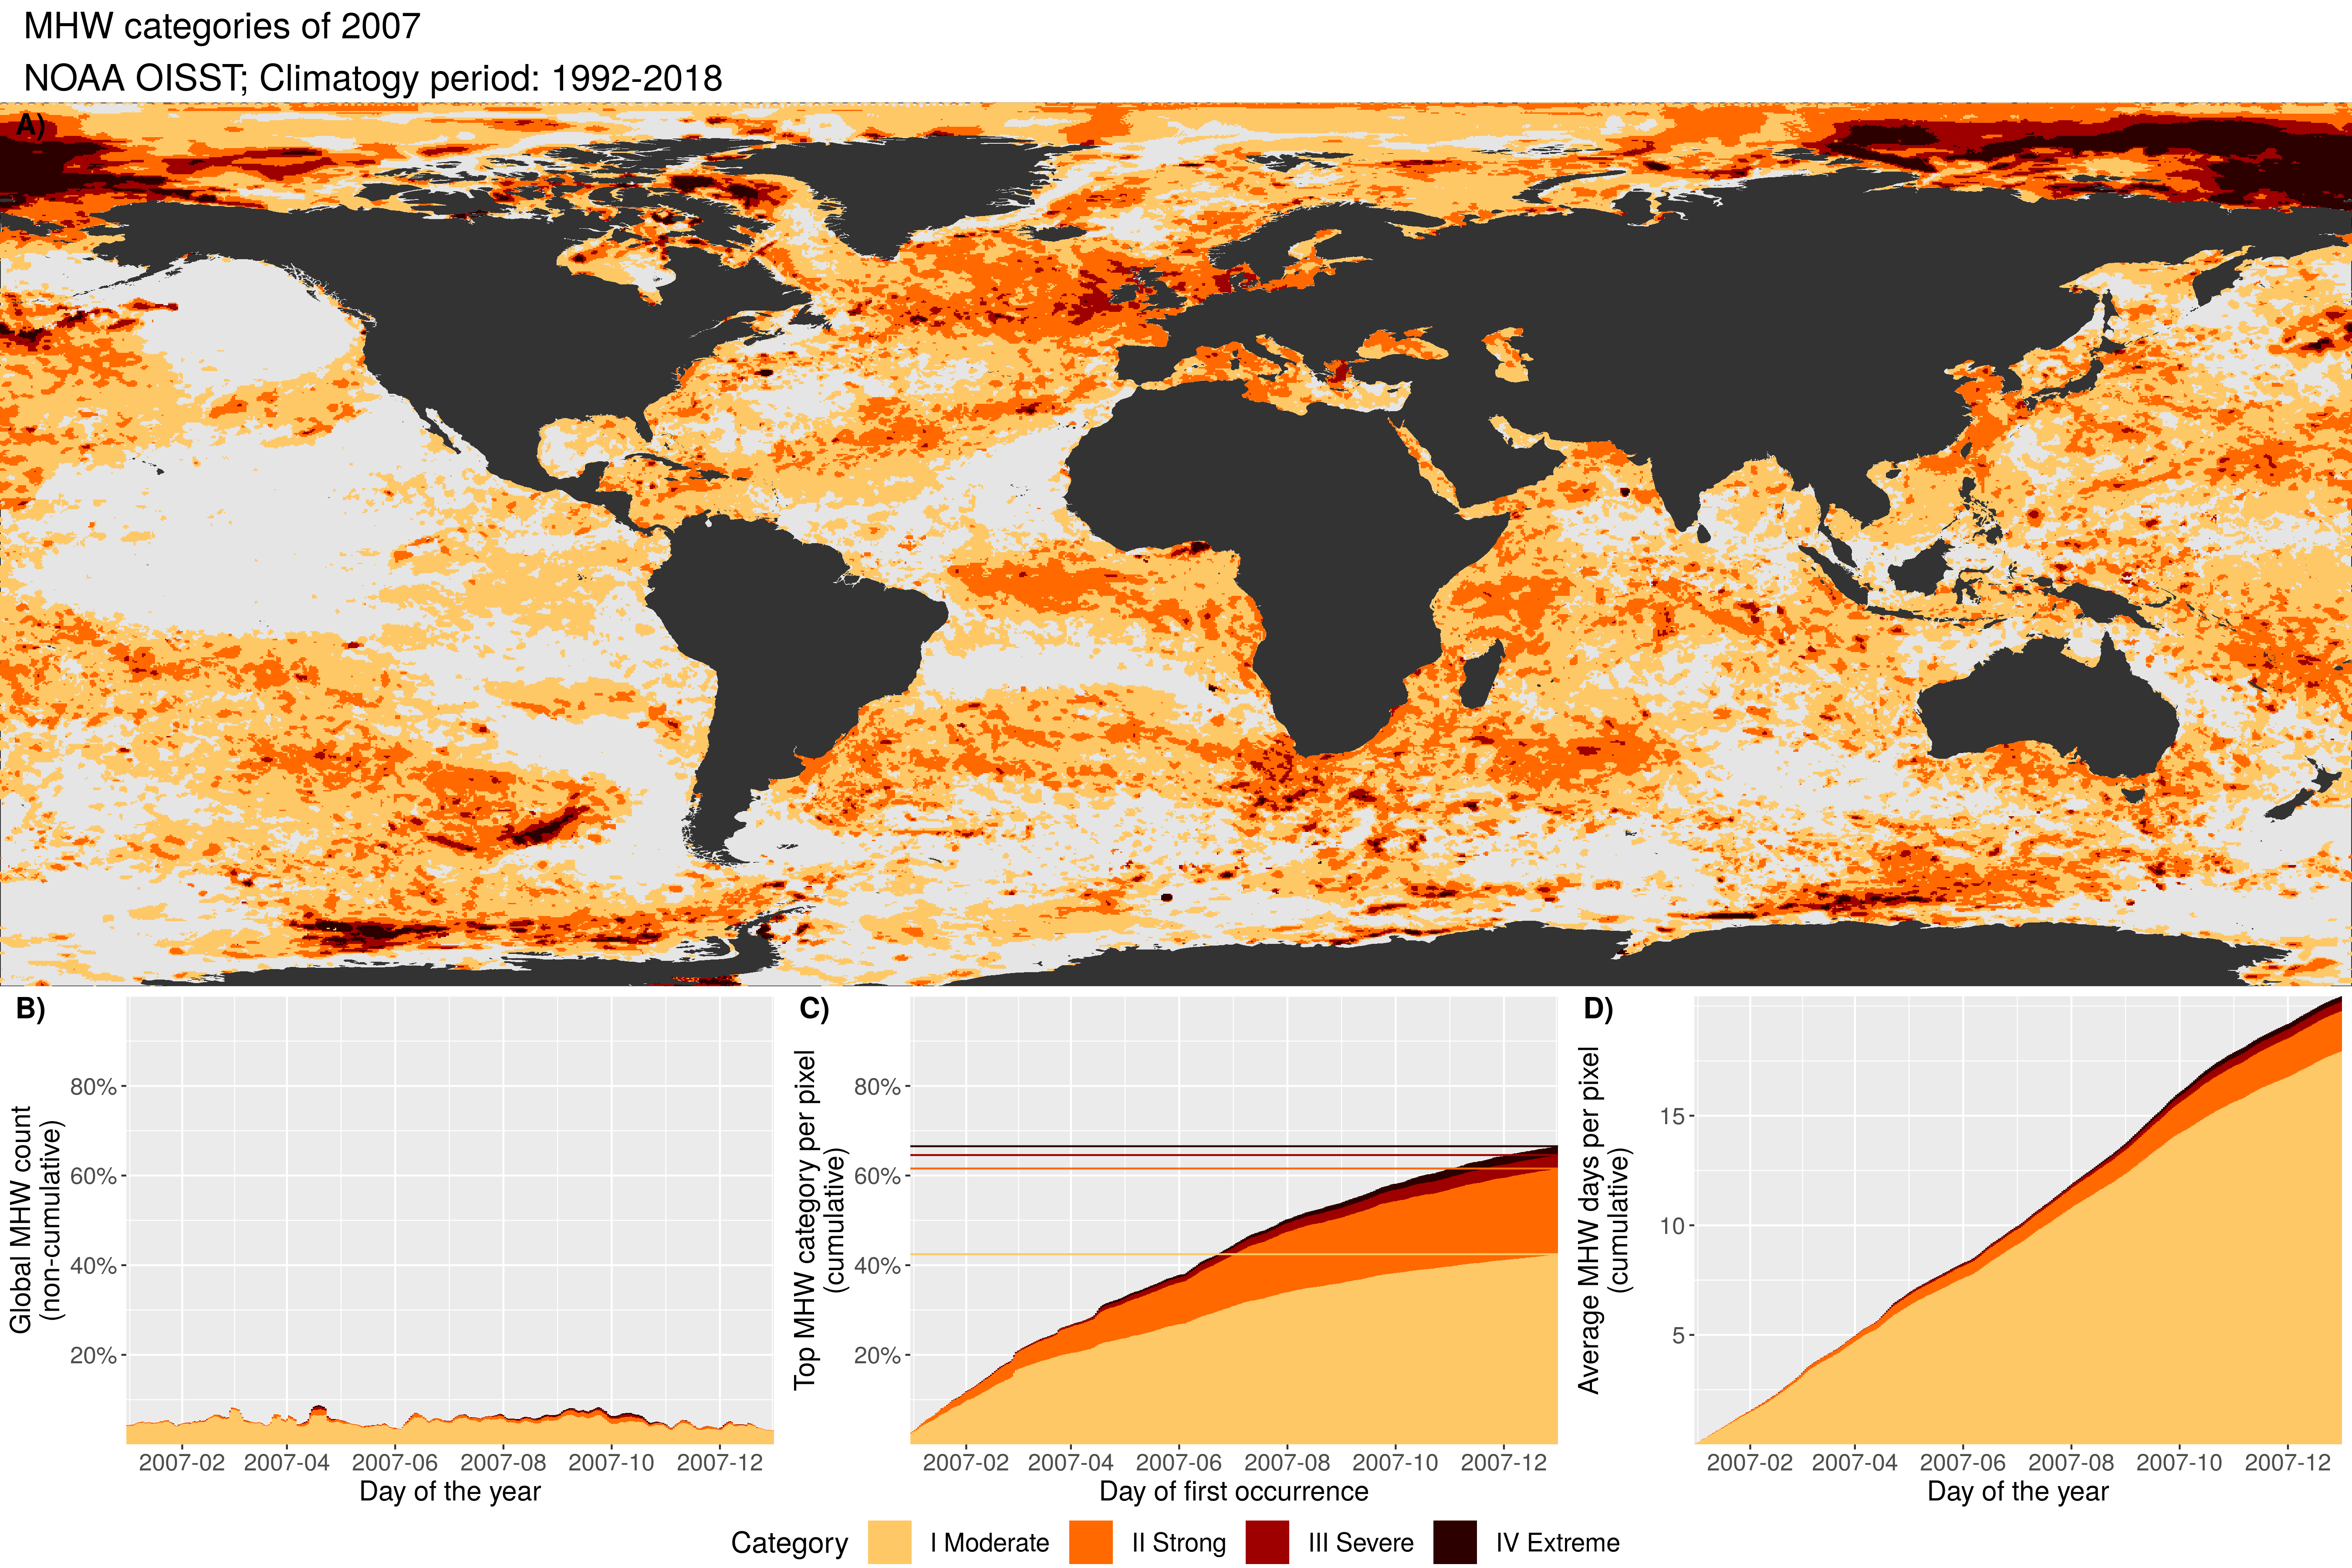 MHW categories of 2007
NOAA OISST; Climatogy period: 1992-2018
A)
B)
Global MHW count
(non-cumulative)
80%
60%
40%
20%
2007-02 2007-04 2007-06 2007-08 2007-10 2007-12
Day of the year
C)
Top MHW category per pixel
(cumulative)
80%
60%
40%
20%
2007-02 2007-04 2007-06 2007-08 2007-10 2007-12
Day of first occurrence
D)
Average MHW days per pixel
(cumulative)
15
10
5
2007-02 2007-04 2007-06 2007-08 2007-10 2007-12
Day of the year
Category I Moderate II Strong III Severe IV Extreme